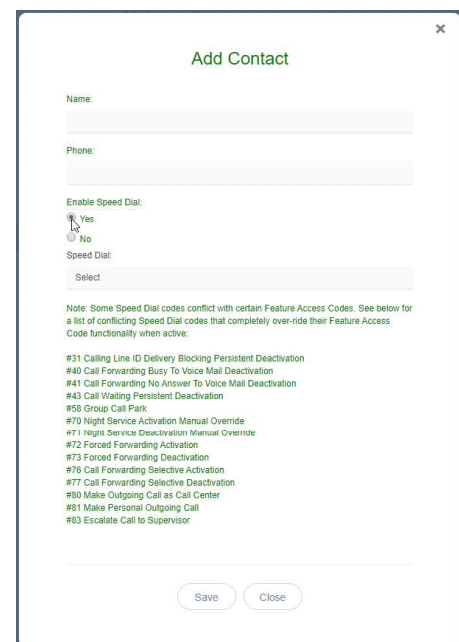 ×
Add Contact
Name:
Phone:
Enable Speed Dial:
Yes
No
Speed Dial:
Select
Note: Some Speed Dial codes conflict with certain Feature Access Codes. See below for
a list of conflicting Speed Dial codes that completely over-ride their Feature Access
Code functionality when active:
#31 Calling Line ID Delivery Blocking Persistent Deactivation
#40 Call Forwarding Busy To Voice Mail Deactivation
#41 Call Forwarding No Answer To Voice Mail Deactivation
#43 Call Waiting Persistent Deactivation
#58 Group Call Park
#70 Night Service Activation Manual Override
#71 Night Service Deactivation Manual Override
#72 Forced Forwarding Activation
#73 Forced Forwarding Deactivation
#76 Call Forwarding Selective Activation
#77 Call Forwarding Selective Deactivation
#80 Make Outgoing Call as Call Center
#81 Make Personal Outgoing Call
#83 Escalate Call to Supervisor
Save Close